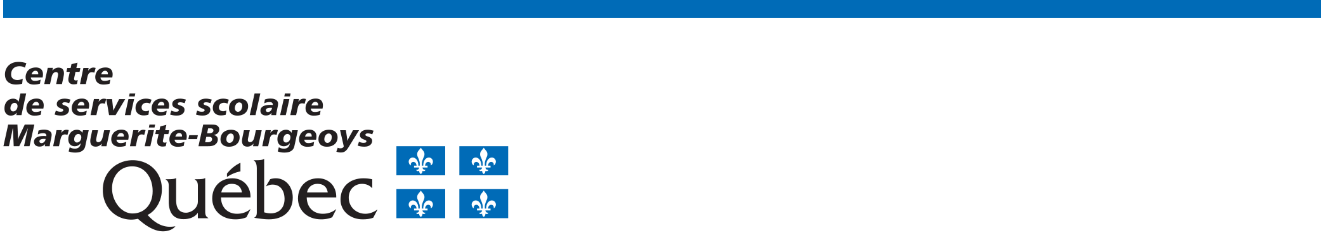 Centre
de services scolaire
Marguerite-Bourgeoys
Québec